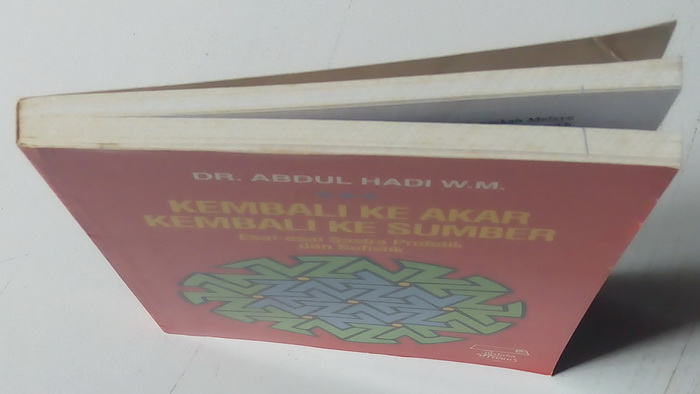 DR. ABDUL HADI W.M.
KEMBALI KE AKAR
KEMBALI KE SUMBER
Esai-esai Sastra Profetik
dan Sufistik